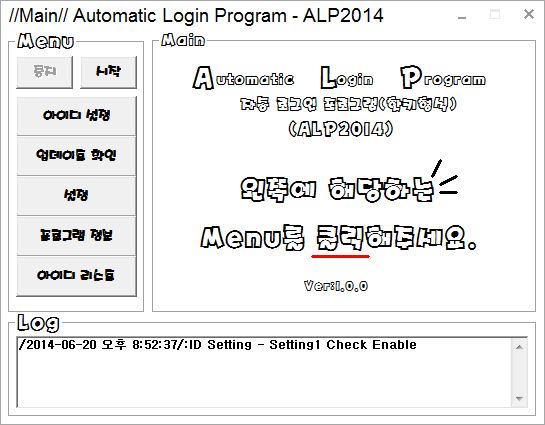 //Main// Automatic Login Program - ALP2014
Menu
중지 시작
아이디 설정
업데이트 확인
설정
프로그램 정보
아이디 리스트
Main
Automatic Login Program
자동 로그인 프로그램(핫키형식)
(ALP2014)
왼쪽에 해당하는
Menu를 클릭해주세요.
Ver:1.0.0
Log
/2014-06-20 오후 8:52:37/:ID Setting - Setting1 Check Enable